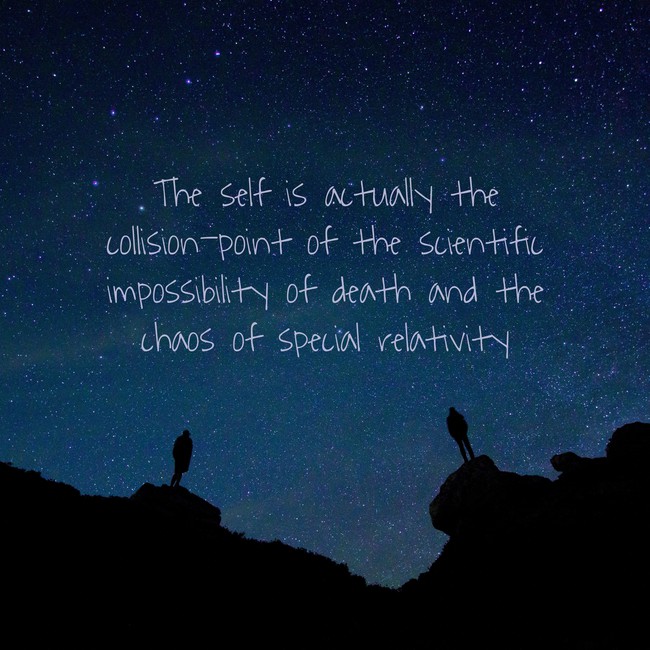 The self is actually the
collision-point of the scientific
impossibility of death and the
chaos of special relativity